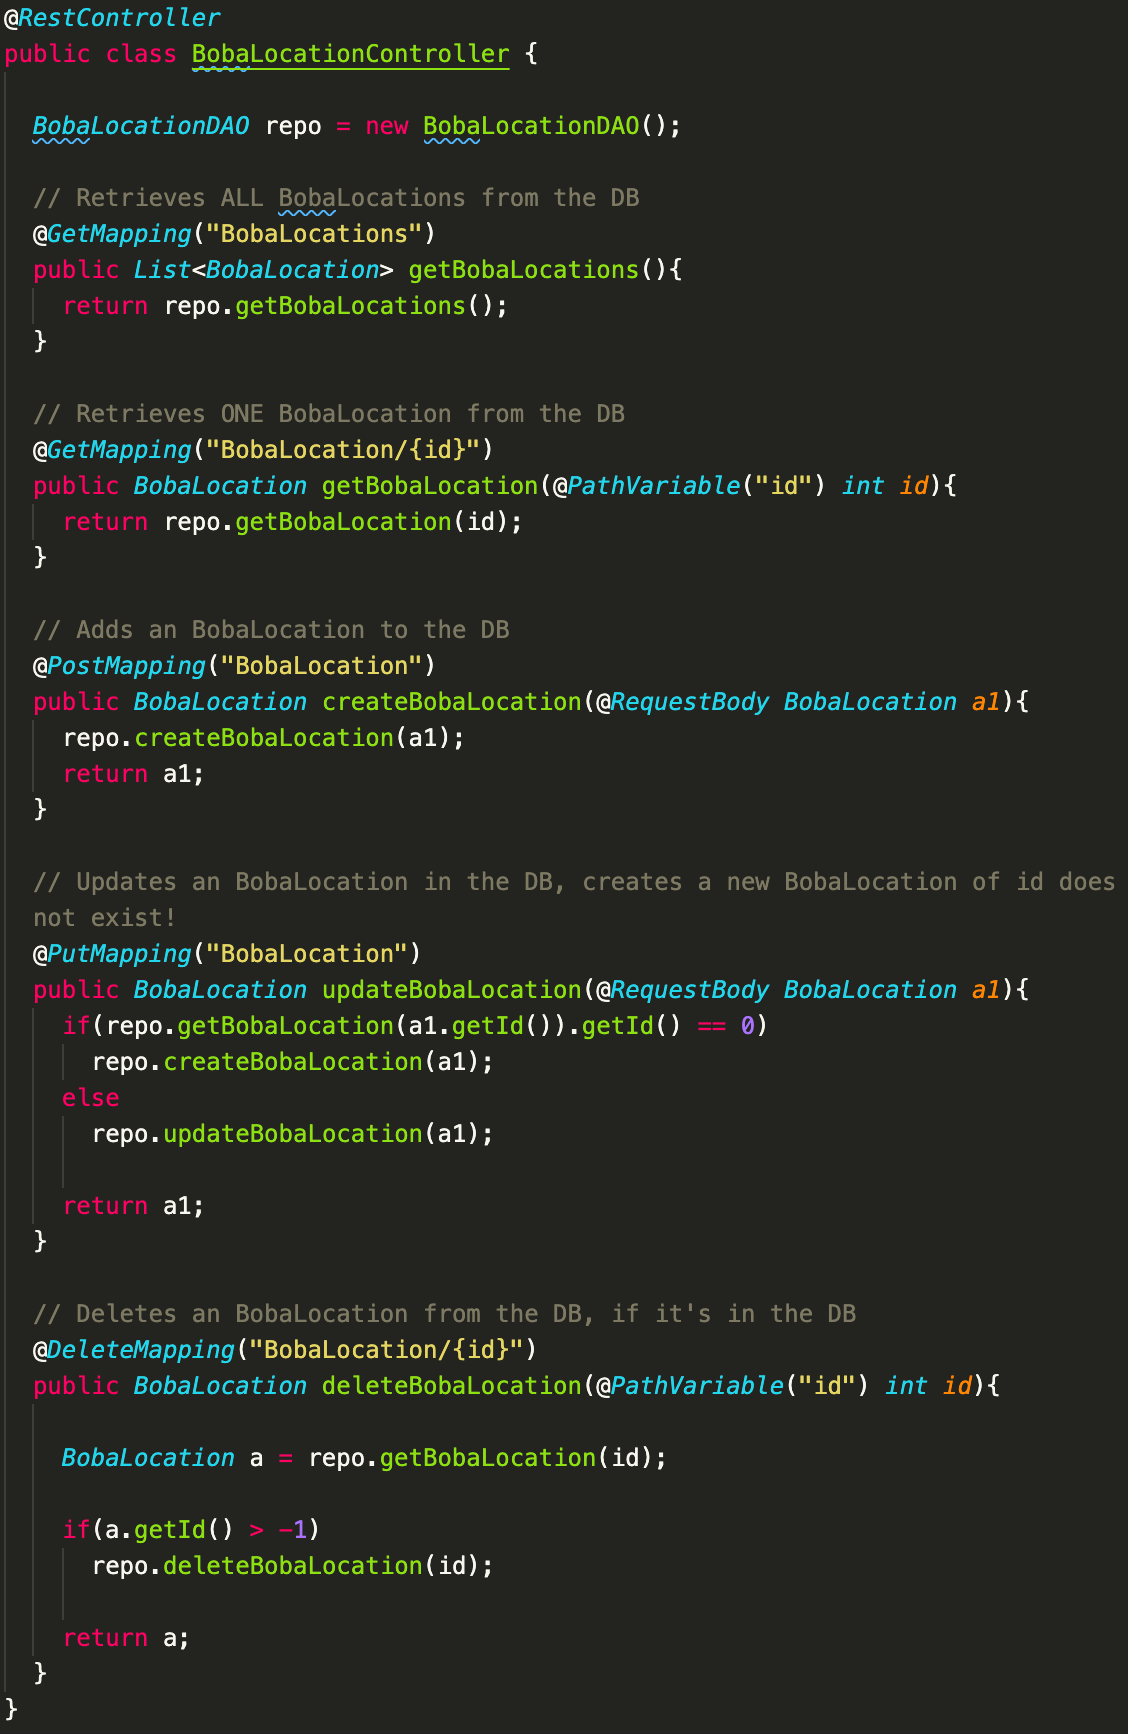 @RestController
public class BobaLocationController {
BobaLocationDAO repo = new BobaLocationDAO();
// Retrieves ALL BobaLocations from the DB
@GetMapping("BobaLocations")
public List<BobaLocation> getBobaLocations(){
return repo.getBobaLocations();
}
// Retrieves ONE BobaLocation from the DB
@GetMapping("BobaLocation/{id}")
public BobaLocation getBobaLocation(@PathVariable("id") int id){
return repo.getBobaLocation(id);
}
// Adds an BobaLocation to the DB
@PostMapping("BobaLocation")
public BobaLocation createBobaLocation(@RequestBody BobaLocation a1){
repo.createBobaLocation(a1);
return a1;
}
// Updates an BobaLocation in the DB, creates a new BobaLocation of id does
not exist!
@PutMapping("BobaLocation")
public BobaLocation updateBobaLocation(@RequestBody BobaLocation a1){
if(repo.getBobaLocation(a1.getId()).getId() == 0)
repo.createBobaLocation(a1);
else
repo.updateBobaLocation(a1);
return a1;
}
// Deletes an BobaLocation from the DB, if it's in the DB
@DeleteMapping("BobaLocation/{id}")
public BobaLocation deleteBobaLocation(@PathVariable("id") int id){
BobaLocation a = repo.getBobaLocation(id);
if(a.getId() > -1)
repo.deleteBobaLocation(id);
return a;
}
}